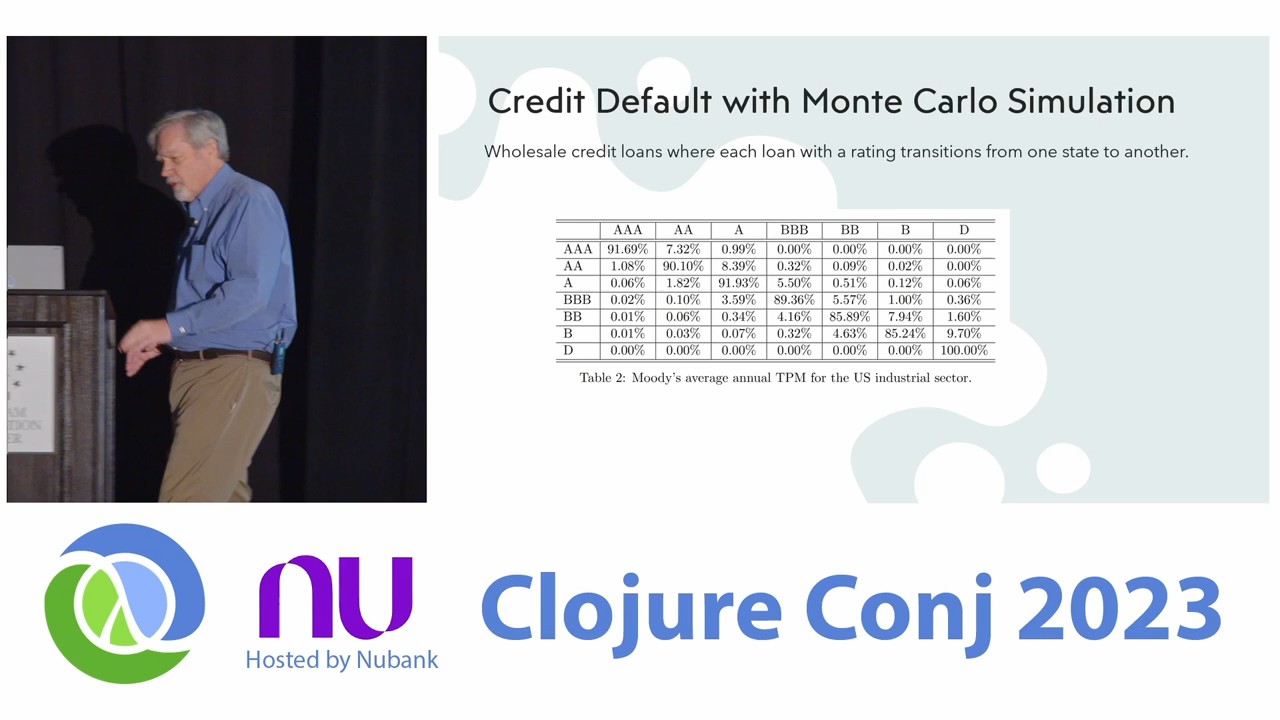 Credit Default with Monte Carlo Simulation
Wholesale credit loans where each loan with a rating transitions from one state to another.
AAA AA A BBB BB B D
AAA 91.69% 7.32% 0.99% 0.00% 0.00% 0.00% 0.00%
AA 1.08% 90.10% 8.39% 0.32% 0.09% 0.02% 0.00%
A 0.06% 1.82% 91.93% 5.50% 0.51% 0.12% 0.06%
BBB 0.02% 0.10% 3.59% 89.36% 5.57% 1.00% 0.36%
BB 0.01% 0.06% 0.34% 4.16% 85.89% 7.94% 1.60%
B 0.01% 0.03% 0.07% 0.32% 4.63% 85.24% 9.70%
D 0.00% 0.00% 0.00% 0.00% 0.00% 0.00% 100.00%
Table 2: Moody's average annual TPM for the US industrial sector.
nu
Hosted by Nubank
Clojure Conj 2023